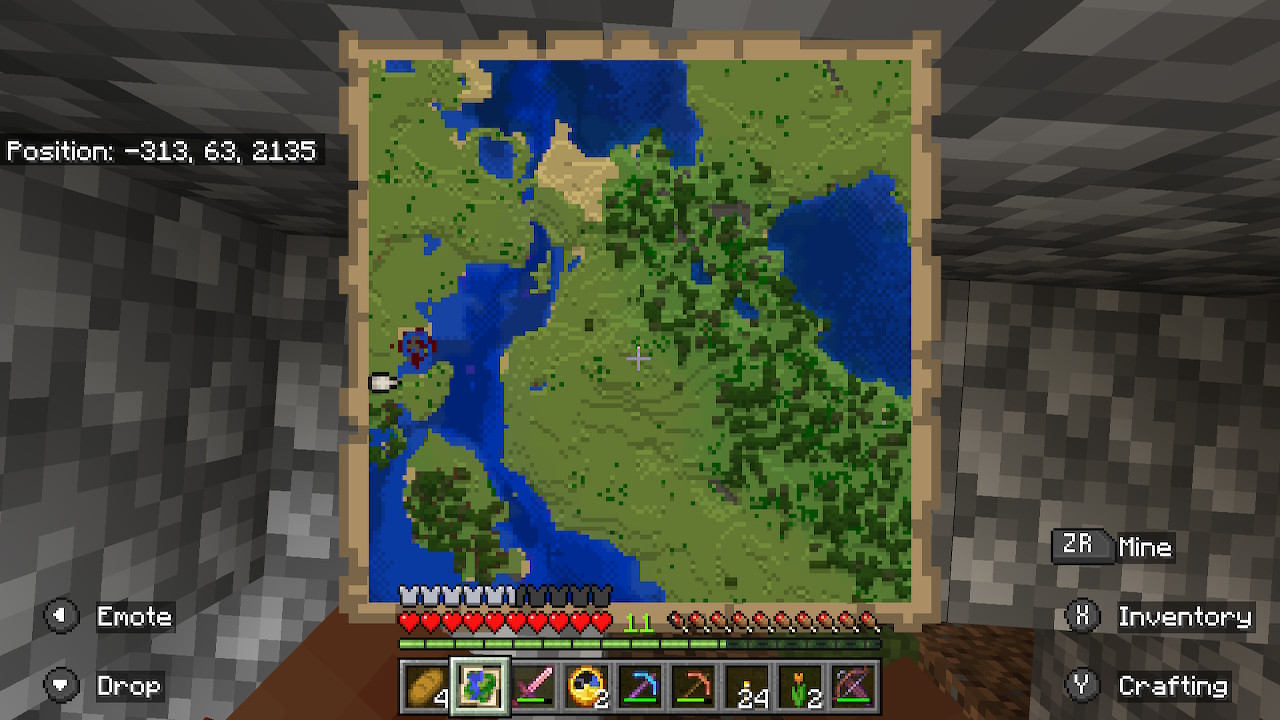 Position: -313, 63, 2135
ZR Mine
Emote
X Inventory
11
Drop
Y Crafting
4
2
24
2